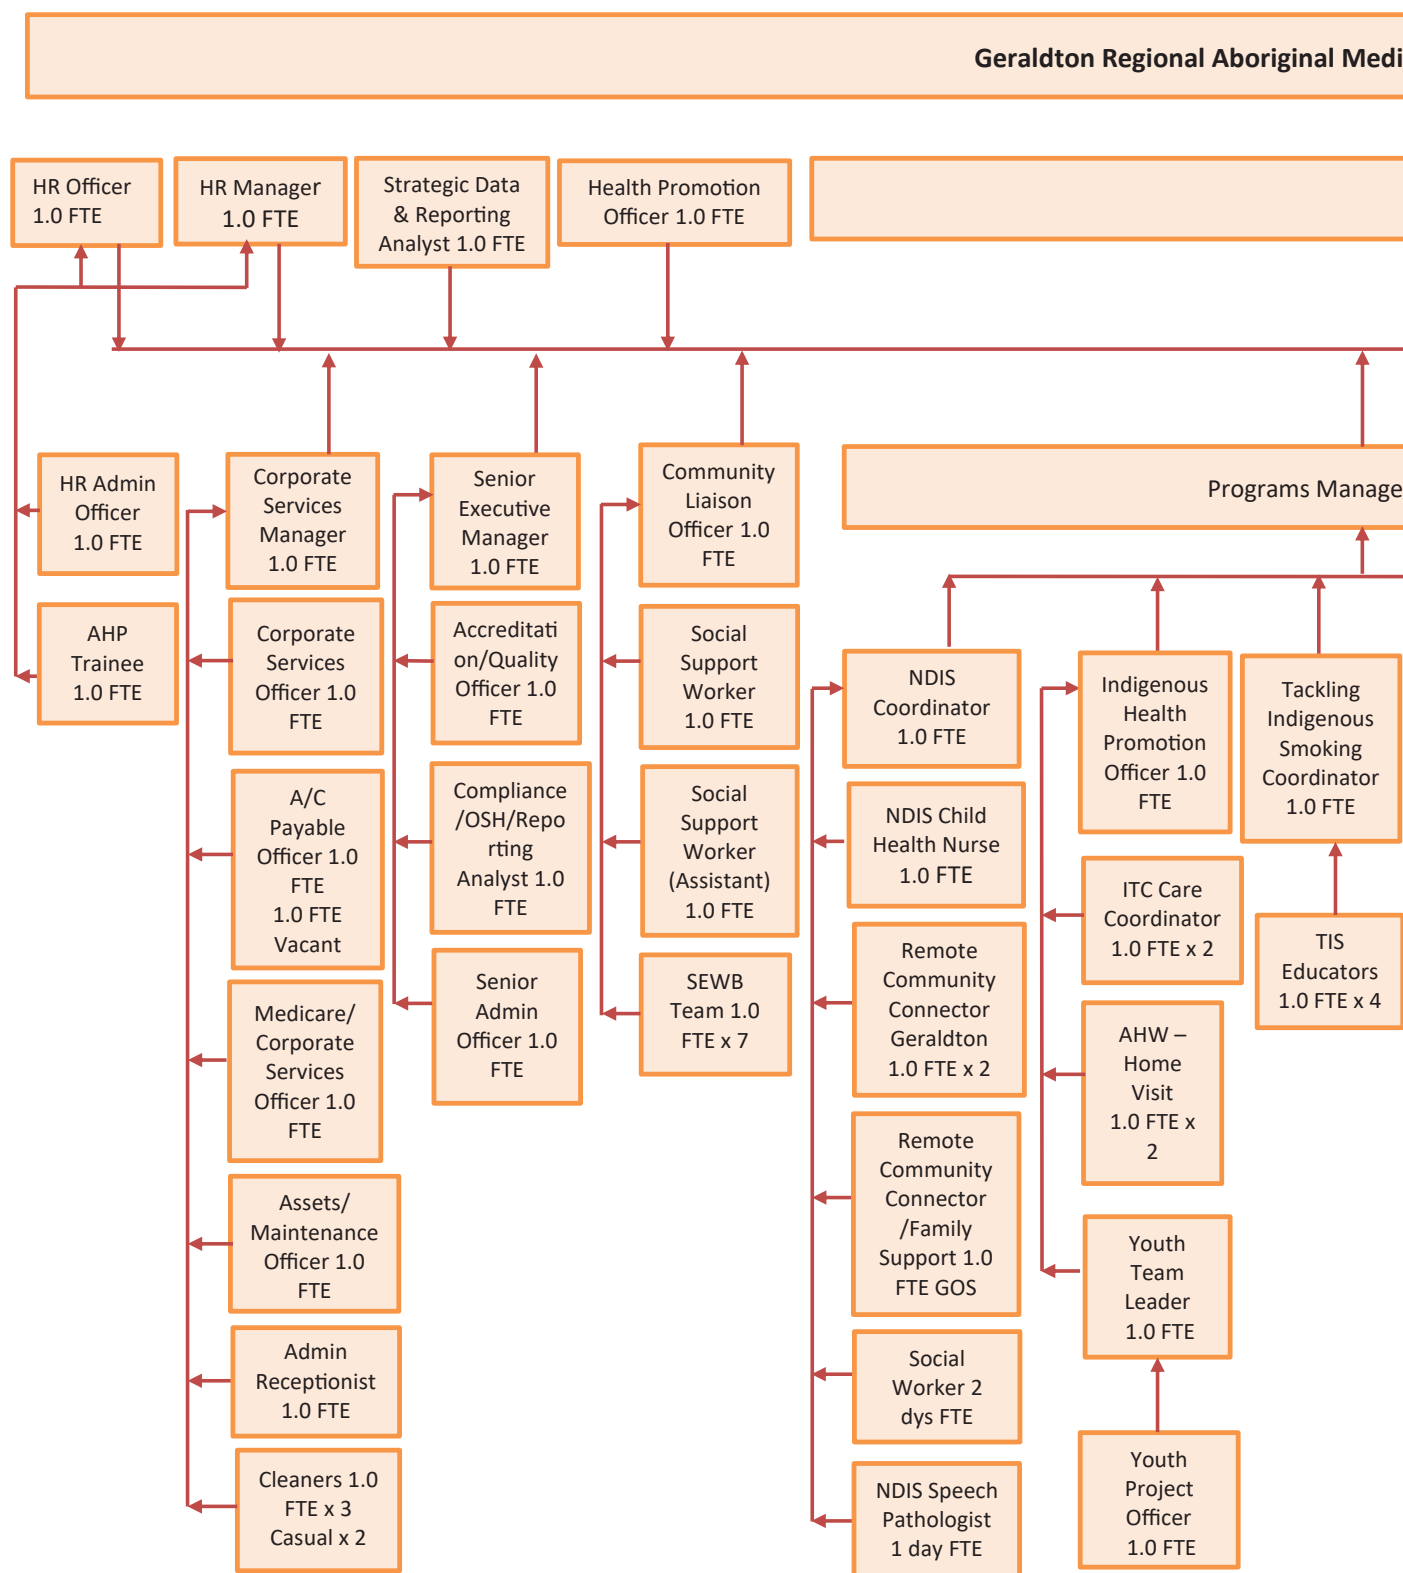 Geraldton Regional Aboriginal Medi
HR Officer
1.0 FTE
HR Manager
1.0 FTE
Strategic Data
& Reporting
Analyst 1.0 FTE
Health Promotion
Officer 1.0 FTE
HR Admin
Officer
1.0 FTE
AHP
Trainee
1.0 FTE
Corporate
Services
Manager
1.0 FTE
Corporate
Services
Officer 1.0
FTE
A/C
Payable
Officer 1.0
FTE
1.0 FTE
Vacant
Medicare/
Corporate
Services
Officer 1.0
FTE
Assets/
Maintenance
Officer 1.0
FTE
Admin
Receptionist
1.0 FTE
Cleaners 1.0
FTE x 3
Casual x 2
Senior
Executive
Manager
1.0 FTE
Accreditati
on/Quality
Officer 1.0
FTE
Compliance
/OSH/Repo
rting
Analyst 1.0
FTE
Senior
Admin
Officer 1.0
FTE
Community
Liaison
Officer 1.0
FTE
Social
Support
Worker
1.0 FTE
Social
Support
Worker
(Assistant)
1.0 FTE
SEWB
Team 1.0
FTE x 7
Programs Manage
NDIS
Coordinator
1.0 FTE
NDIS Child
Health Nurse
1.0 FTE
Remote
Community
Connector
Geraldton
1.0 FTE x 2
Remote
Community
Connector
/Family
Support 1.0
FTE GOS
Social
Worker 2
dys FTE
NDIS Speech
Pathologist
1 day FTE
Indigenous
Health
Promotion
Officer 1.0
FTE
ITC Care
Coordinator
1.0 FTE x 2
AHW –
Home
Visit
1.0 FTE x
2
Youth
Team
Leader
1.0 FTE
Youth
Project
Officer
1.0 FTE
Tackling
Indigenous
Smoking
Coordinator
1.0 FTE
TIS
Educators
1.0 FTE x 4